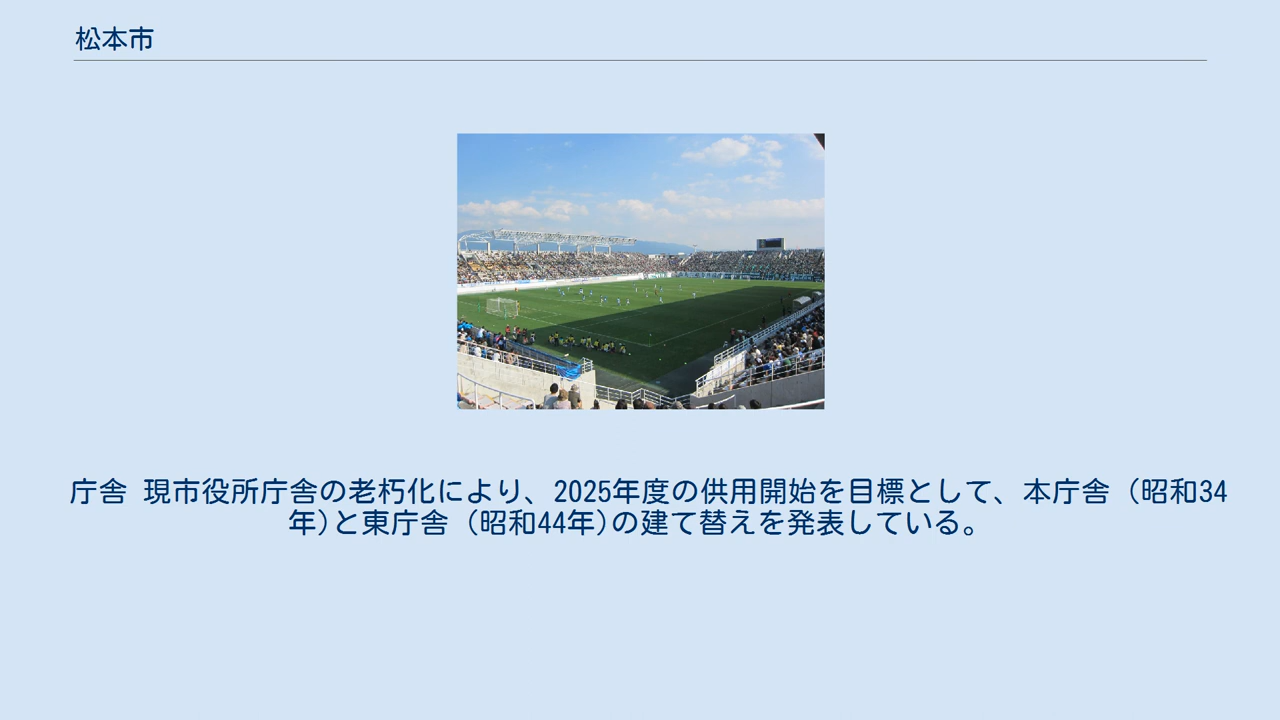 松本市
庁舎 現市役所庁舎の老朽化により、2025年度の供用開始を目標として、本庁舎（昭和34
年)と東庁舎（昭和44年)の建て替えを発表している。